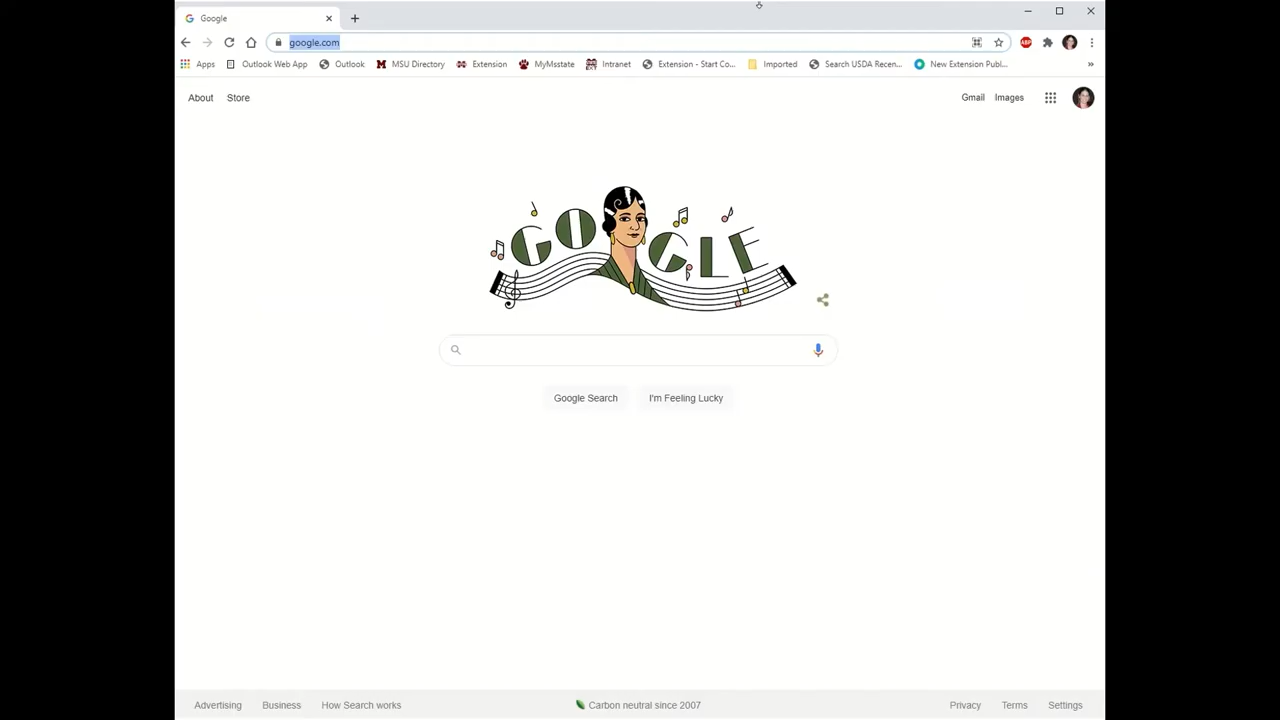 Google
google.com
Apps Outlook Web App Outlook MSU Directory Extension MyMsstate Intranet Extension - Start Co... Imported Search USDA Recen... New Extension Publ... »
About Store Gmail Images
GOOGLE
Google Search I'm Feeling Lucky
Advertising Business How Search works Carbon neutral since 2007 Privacy Terms Settings